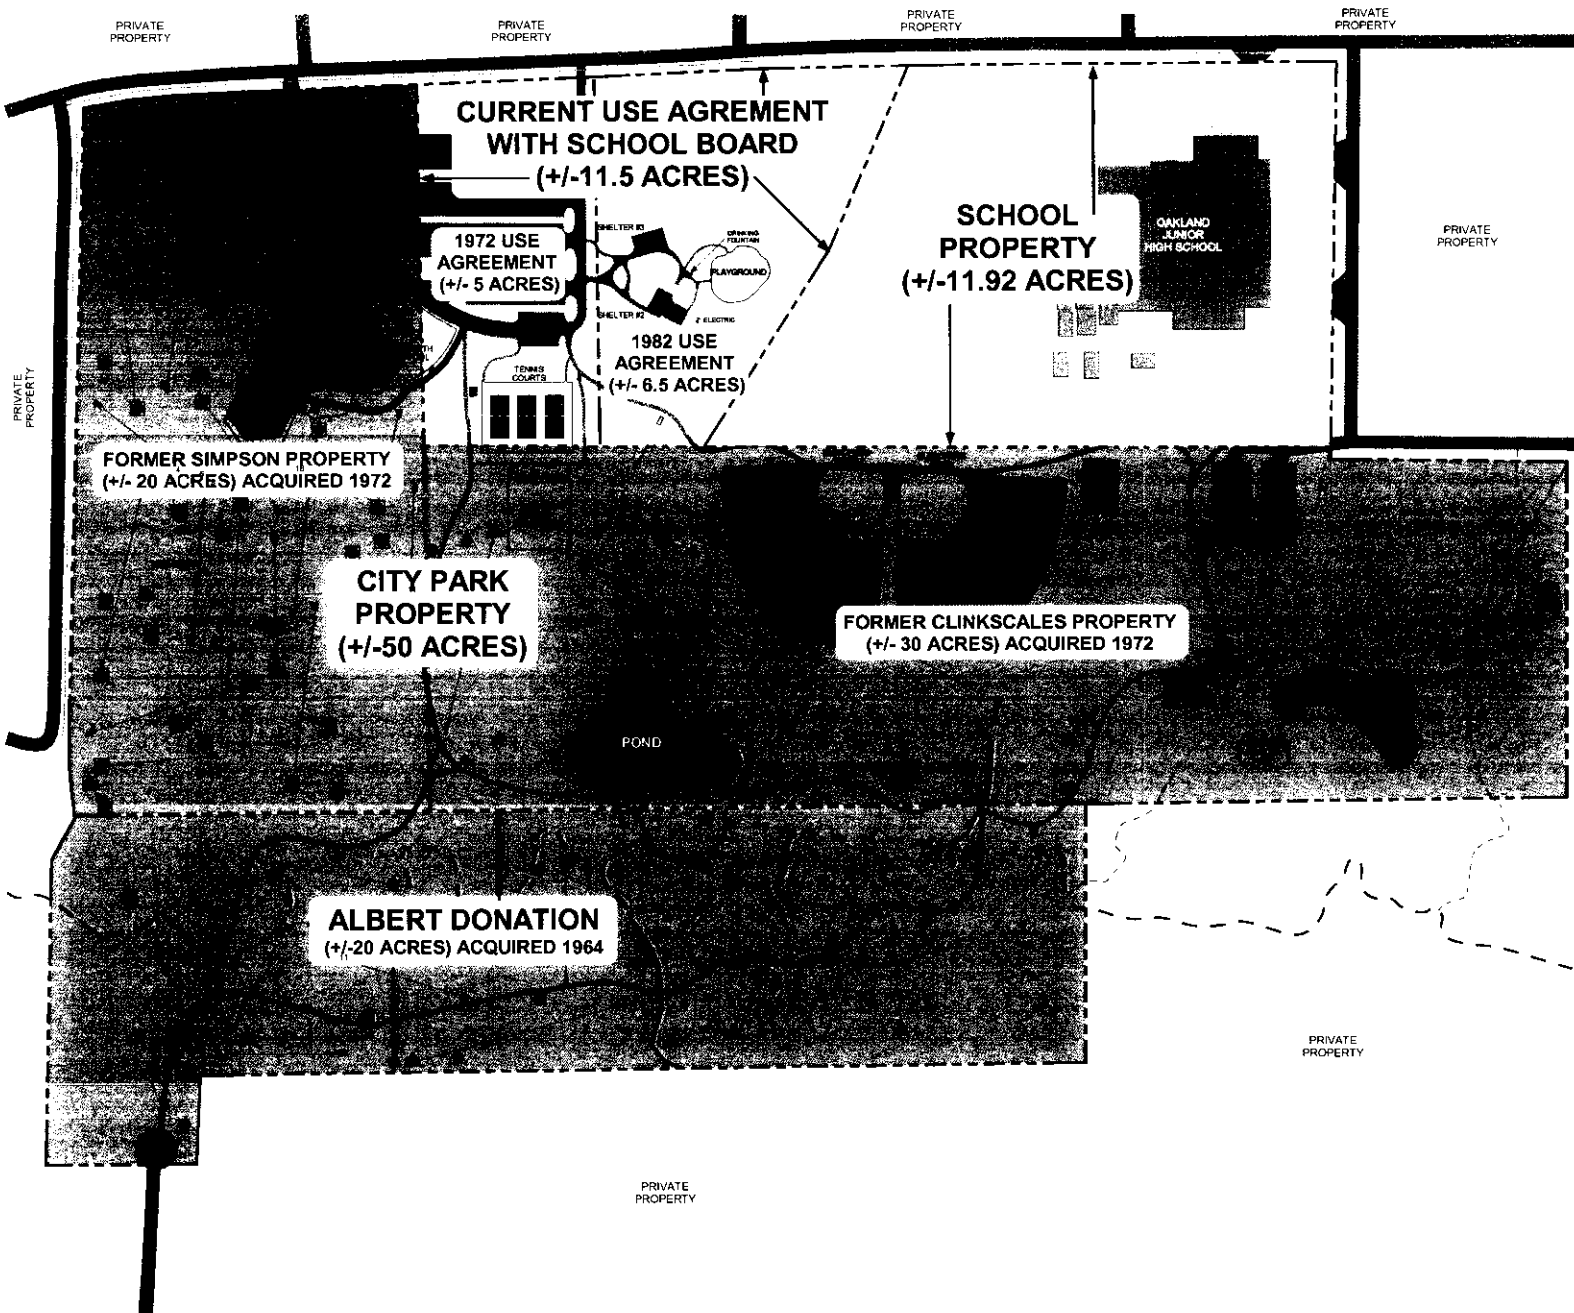 PRIVATE
PROPERTY
PRIVATE
PROPERTY
PRIVATE
PROPERTY
PRIVATE
PROPERTY
CURRENT USE AGREMENT
WITH SCHOOL BOARD
(+/-11.5 ACRES)
SCHOOL
PROPERTY
(+/-11.92 ACRES)
OAKLAND
JUNIOR
HIGH SCHOOL
PRIVATE
PROPERTY
1972 USE
AGREEMENT
(+/- 5 ACRES)
SHELTER #3
DRINKING
FOUNTAIN
PLAYGROUND
SHELTER #2
2' ELECTRIC
1982 USE
AGREEMENT
(+/- 6.5 ACRES)
TENNIS
COURTS
PRIVATE
PROPERTY
FORMER SIMPSON PROPERTY
(+/- 20 ACRES) ACQUIRED 1972
CITY PARK
PROPERTY
(+/-50 ACRES)
FORMER CLINKSCALES PROPERTY
(+/- 30 ACRES) ACQUIRED 1972
POND
ALBERT DONATION
(+/-20 ACRES) ACQUIRED 1964
PRIVATE
PROPERTY
PRIVATE
PROPERTY